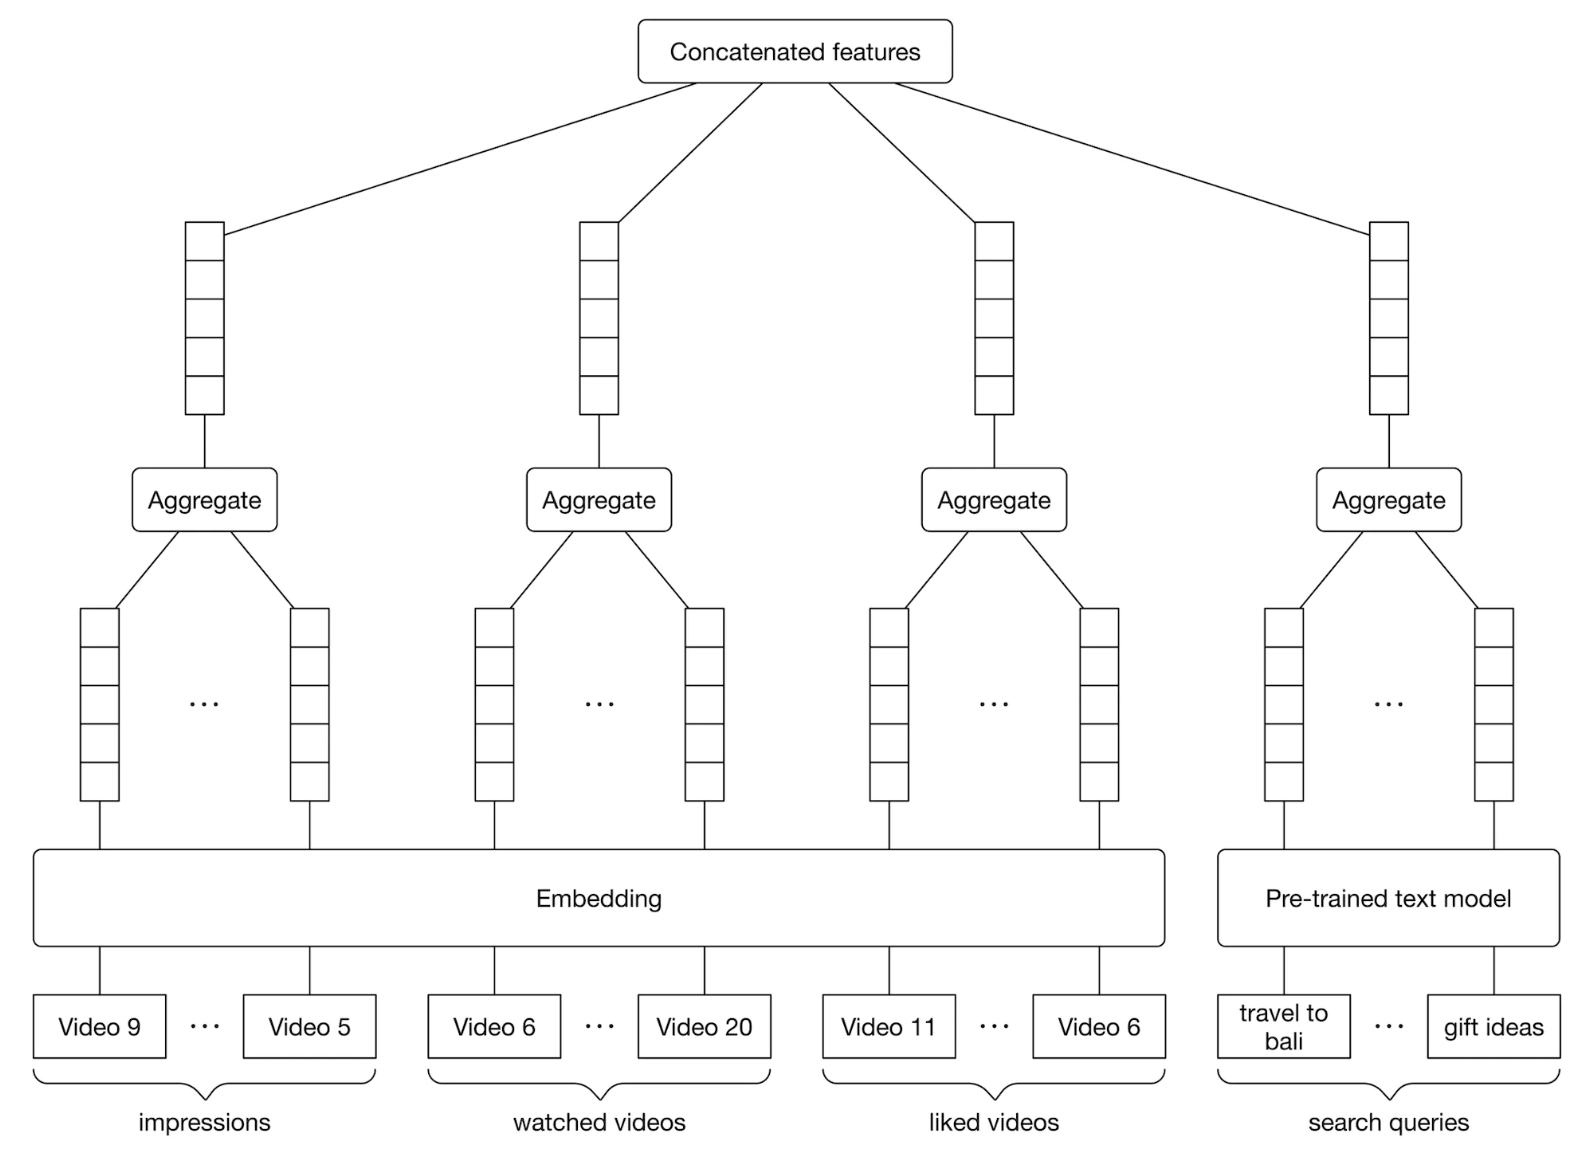 Concatenated features
Aggregate
Aggregate
Aggregate
Aggregate
...
...
...
...
Embedding
Pre-trained text model
Video 9
...
Video 5
Video 6
...
Video 20
Video 11
...
Video 6
travel to
bali
...
gift ideas
impressions
watched videos
liked videos
search queries